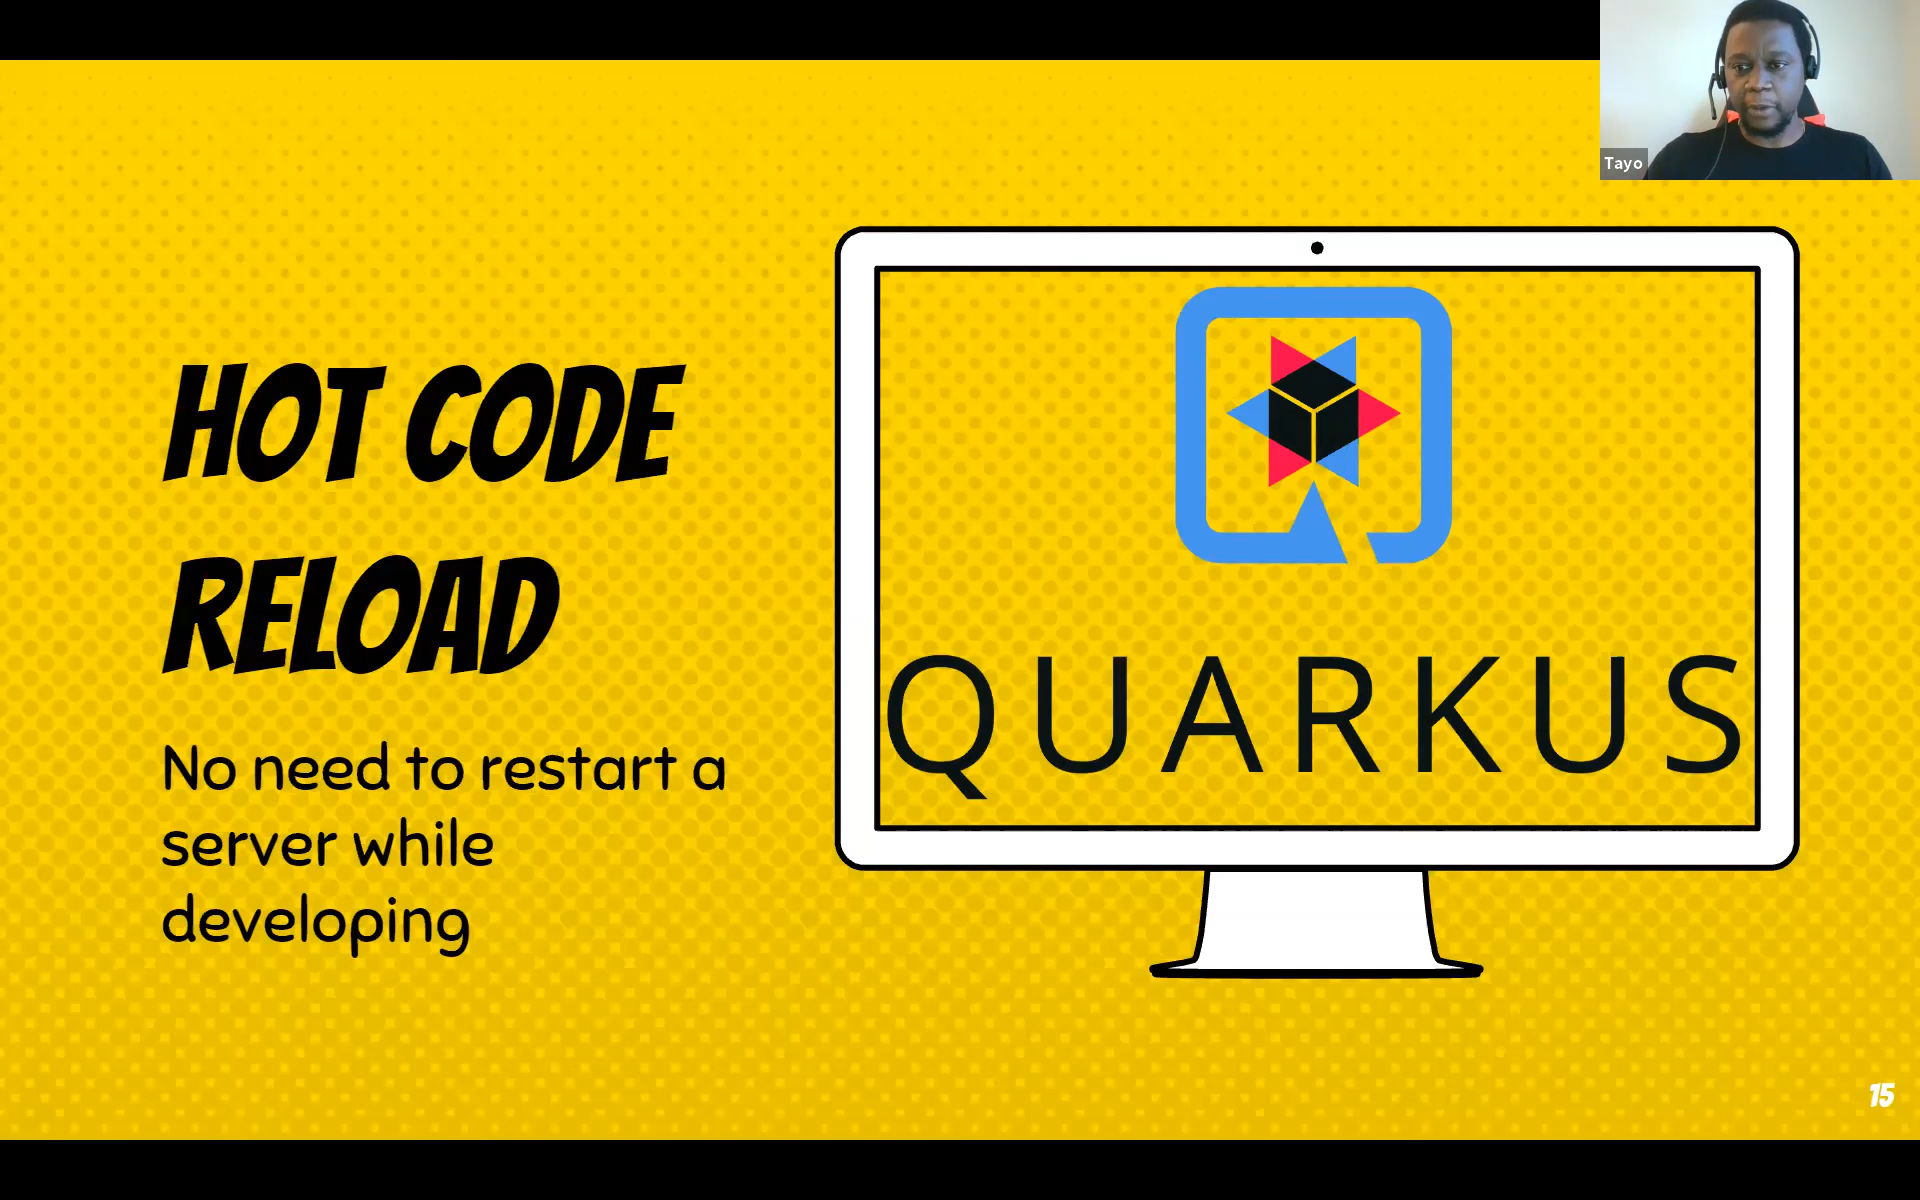 Tayo
HOT CODE
RELOAD
No need to restart a
server while
developing
QUARKUS
15